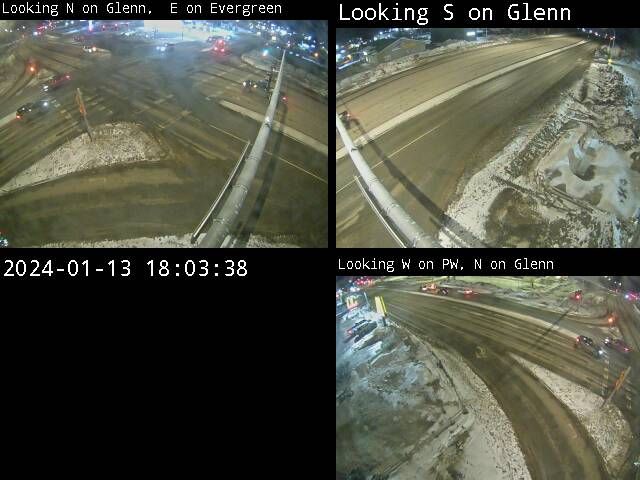 Looking N on Glenn,  E on Evergreen
Looking S on Glenn
2024-01-13 18:03:38
Looking W on PW, N on Glenn